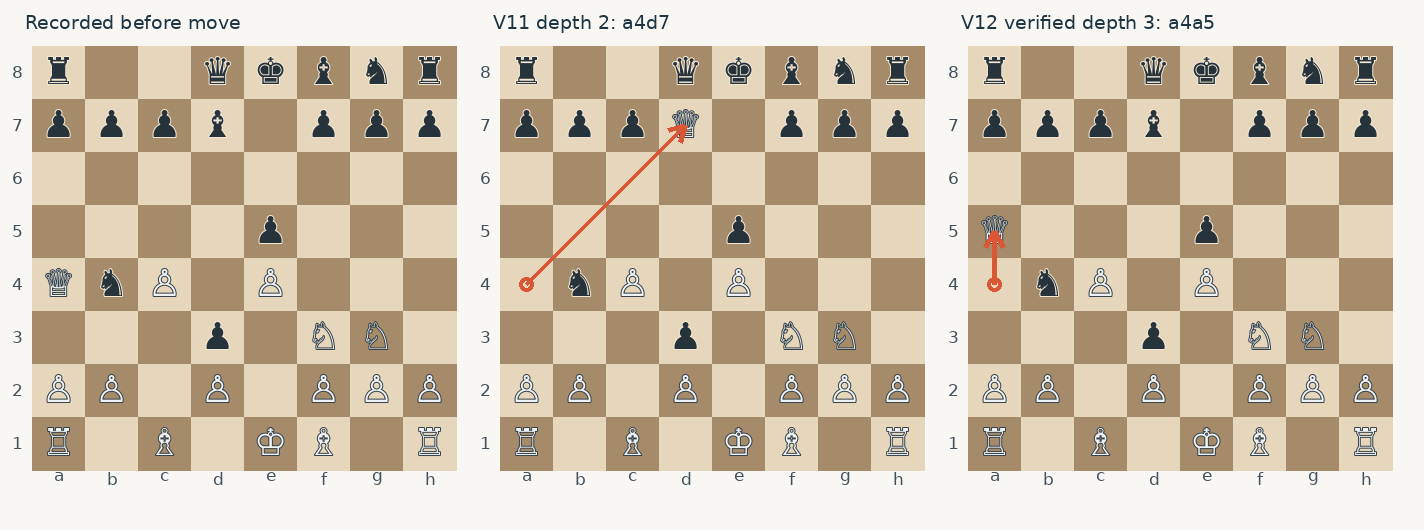 Recorded before move
V11 depth 2: a4d7
V12 verified depth 3: a4a5
8 8 8
7 7 7
6 6 6
5 5 5
4 4 4
3 3 3
2 2 2
1 1 1
a b c d e f g h a b c d e f g h a b c d e f g h